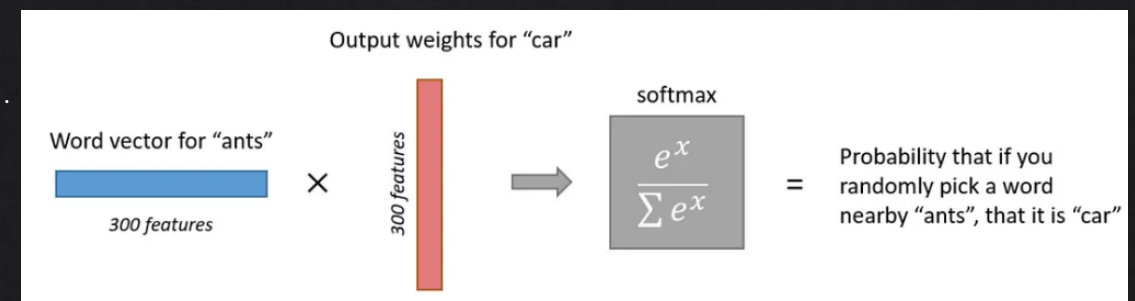 Output weights for “car”
softmax
Word vector for “ants”
300 features
×
300 features
e^x
∑ e^x
=
Probability that if you
randomly pick a word
nearby “ants”, that it is “car”